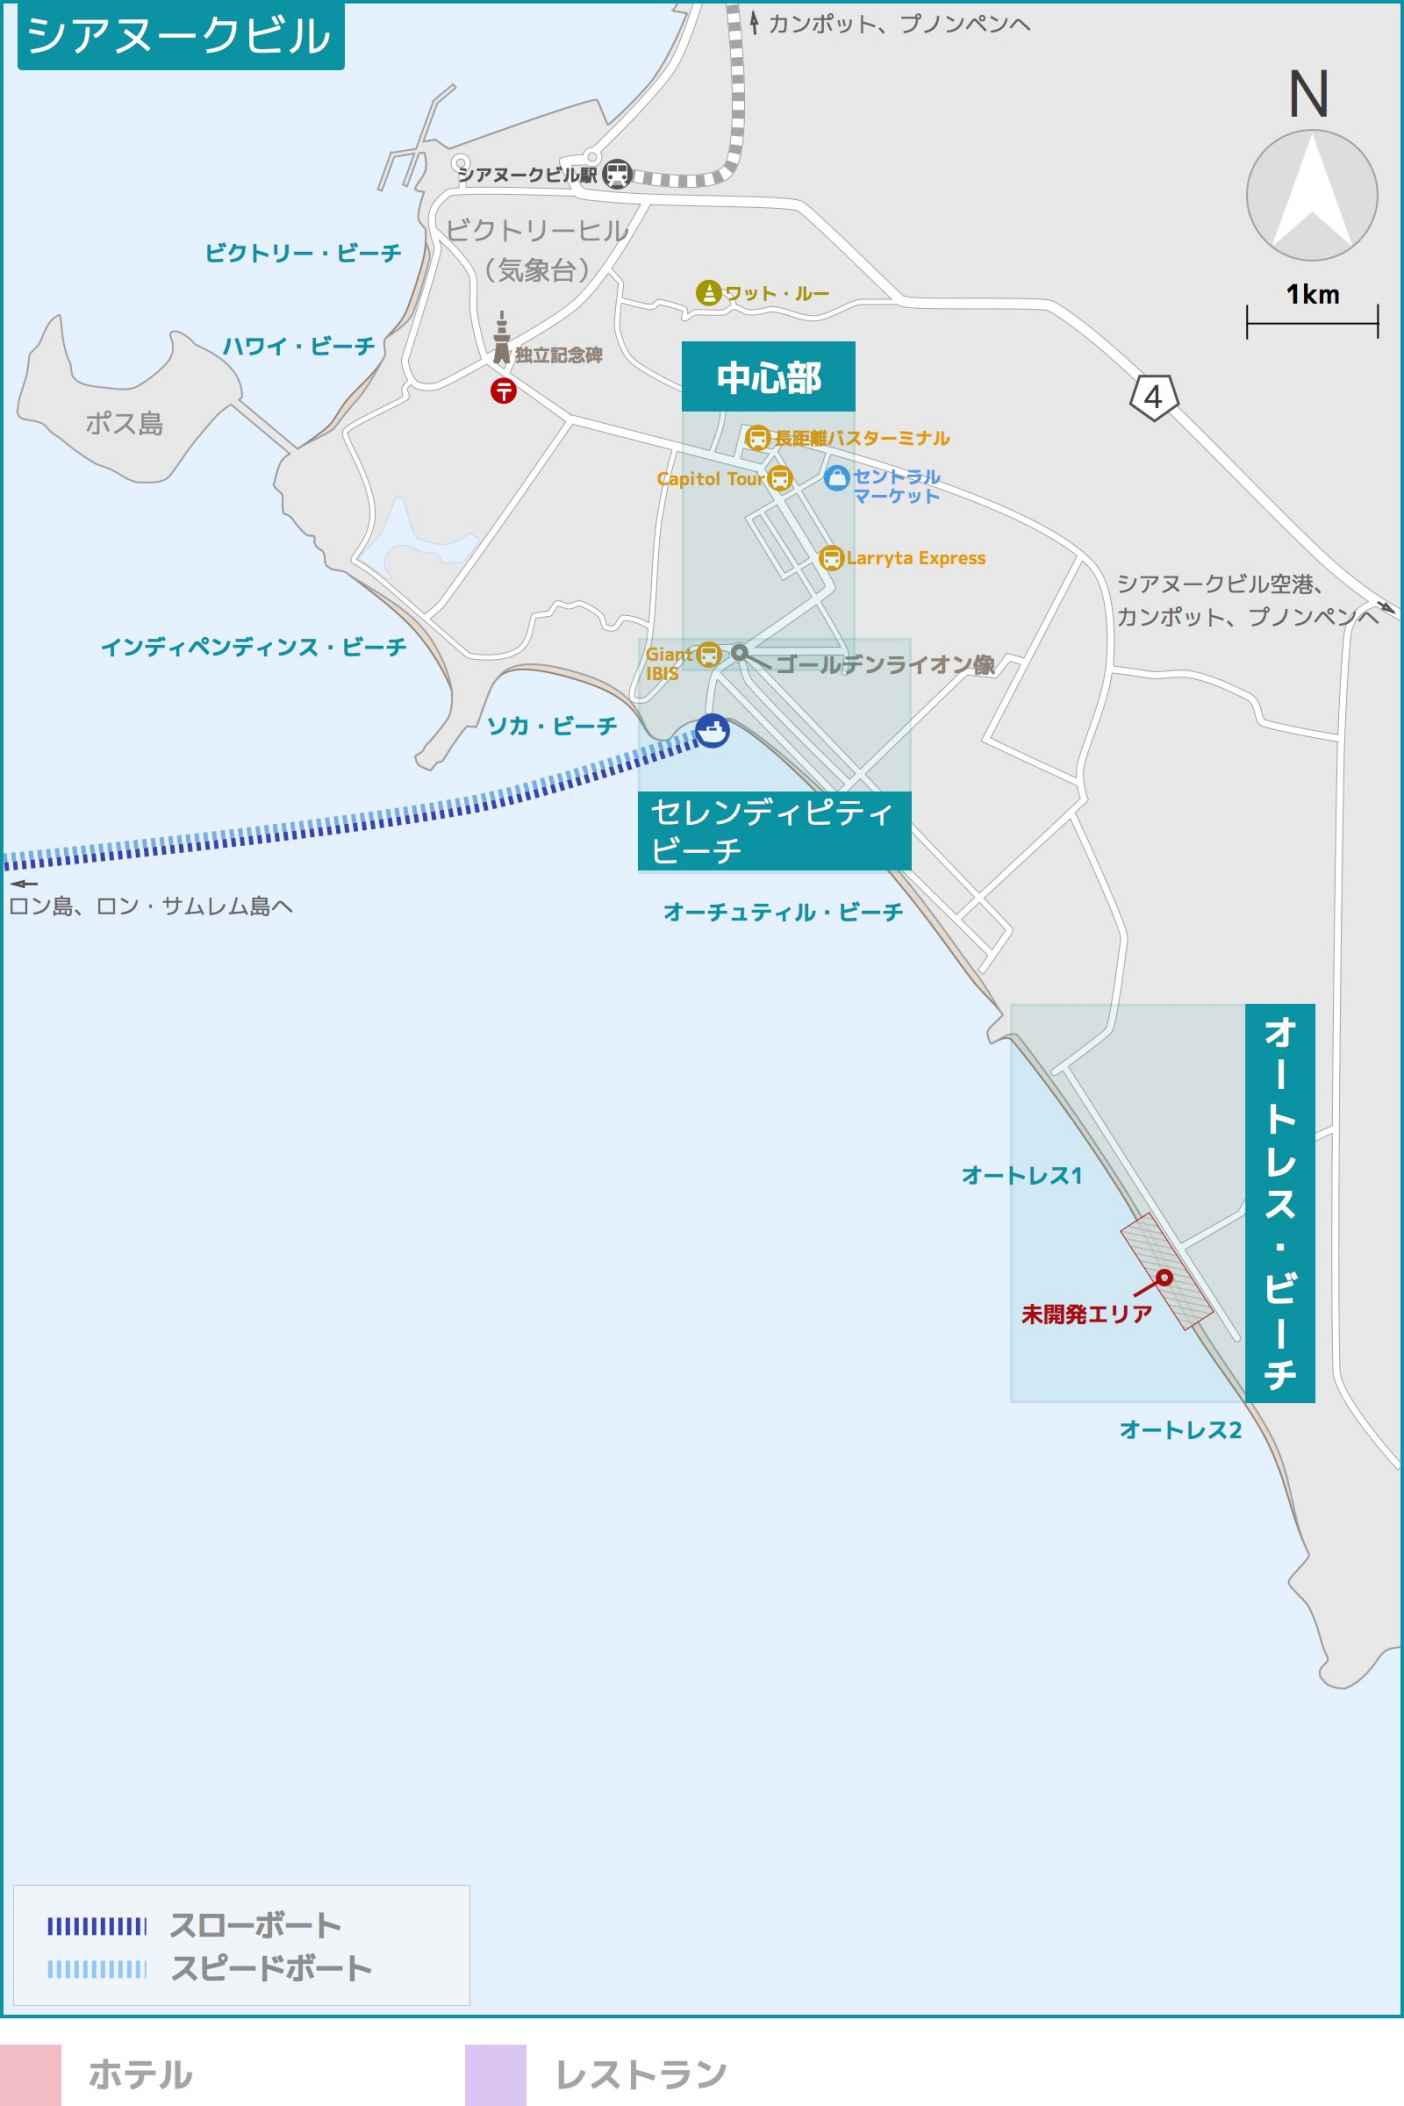 シアヌークビル
カンポット、プノンペンへ
N
1km
シアヌークビル駅
ビクトリーヒル
（気象台）
ビクトリー・ビーチ
ワット・ルー
ハワイ・ビーチ
独立記念碑
中心部
4
ポス島
長距離バスターミナル
Capitol Tour
セントラル
マーケット
Larryta Express
シアヌークビル空港、
カンポット、プノンペンへ
インディペンディンス・ビーチ
Giant
IBIS
ゴールデンライオン像
ソカ・ビーチ
セレンディピティ
ビーチ
ロン島、ロン・サムレム島へ
オーチュティル・ビーチ
オートレス・ビーチ
オートレス1
未開発エリア
オートレス2
スローボート
スピードボート
ホテル
レストラン